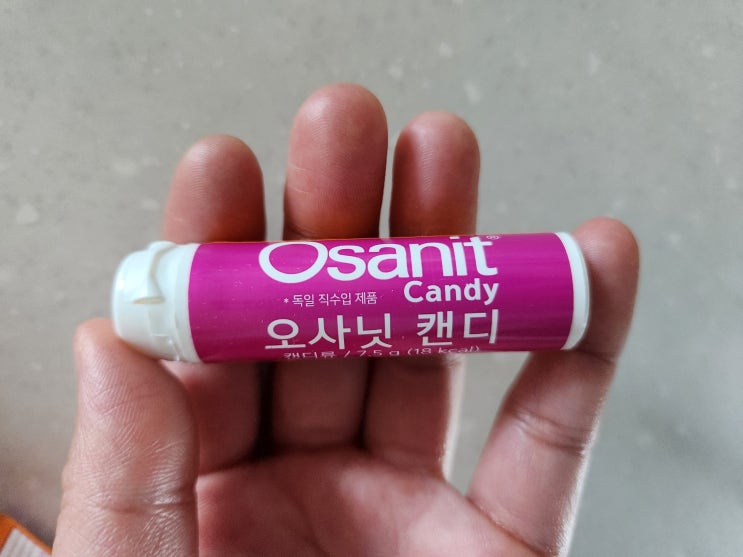 Osanit®
* 독일 직수입 제품 Candy
오사닛 캔디
캔디류 / 7.5 g (18 kcal)